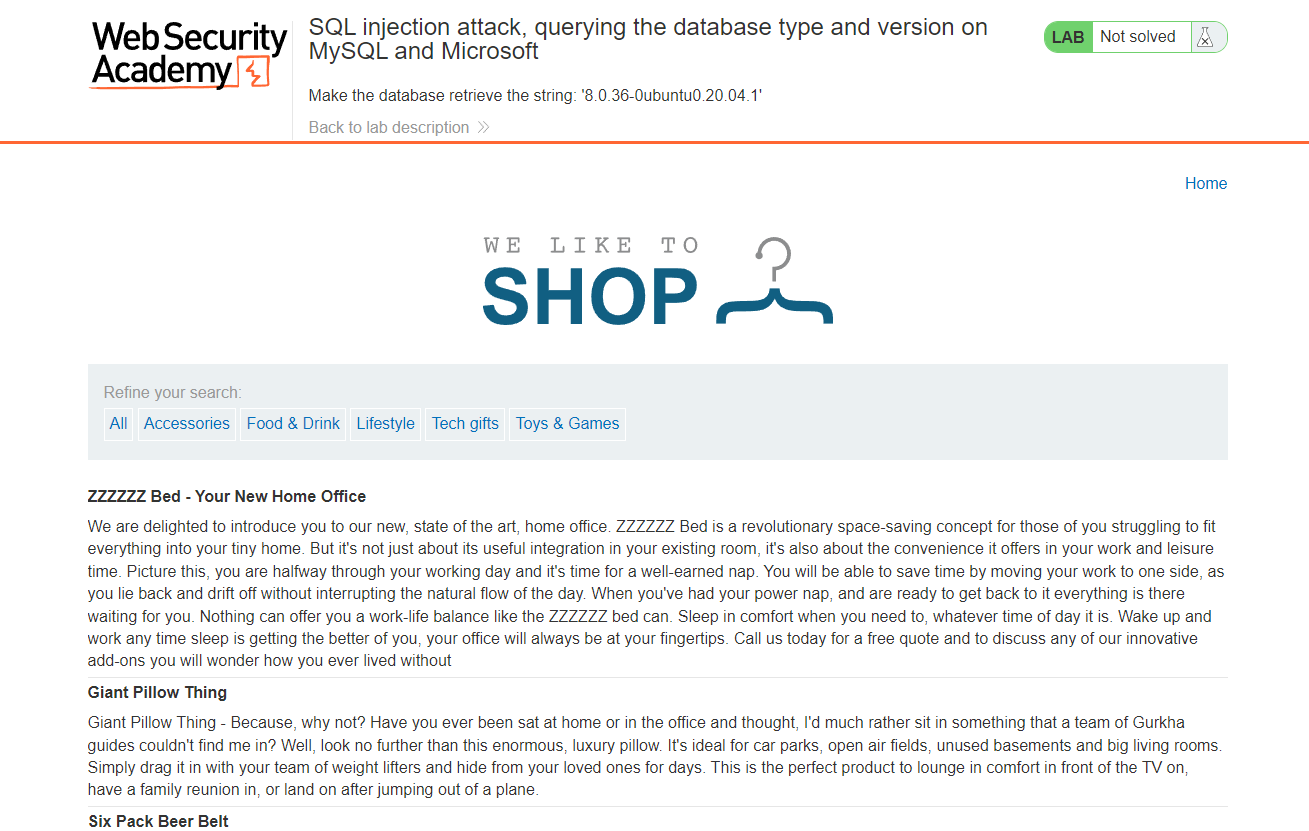 Web Security
Academy
SQL injection attack, querying the database type and version on
MySQL and Microsoft
LAB Not solved
Make the database retrieve the string: '8.0.36-0ubuntu0.20.04.1'
Back to lab description
Home
WE LIKE TO
SHOP
Refine your search:
All Accessories Food & Drink Lifestyle Tech gifts Toys & Games
ZZZZZZ Bed - Your New Home Office
We are delighted to introduce you to our new, state of the art, home office. ZZZZZZ Bed is a revolutionary space-saving concept for those of you struggling to fit
everything into your tiny home. But it's not just about its useful integration in your existing room, it's also about the convenience it offers in your work and leisure
time. Picture this, you are halfway through your working day and it's time for a well-earned nap. You will be able to save time by moving your work to one side, as
you lie back and drift off without interrupting the natural flow of the day. When you've had your power nap, and are ready to get back to it everything is there
waiting for you. Nothing can offer you a work-life balance like the ZZZZZZ bed can. Sleep in comfort when you need to, whatever time of day it is. Wake up and
work any time sleep is getting the better of you, your office will always be at your fingertips. Call us today for a free quote and to discuss any of our innovative
add-ons you will wonder how you ever lived without
Giant Pillow Thing
Giant Pillow Thing - Because, why not? Have you ever been sat at home or in the office and thought, I'd much rather sit in something that a team of Gurkha
guides couldn't find me in? Well, look no further than this enormous, luxury pillow. It's ideal for car parks, open air fields, unused basements and big living rooms.
Simply drag it in with your team of weight lifters and hide from your loved ones for days. This is the perfect product to lounge in comfort in front of the TV on,
have a family reunion in, or land on after jumping out of a plane.
Six Pack Beer Belt